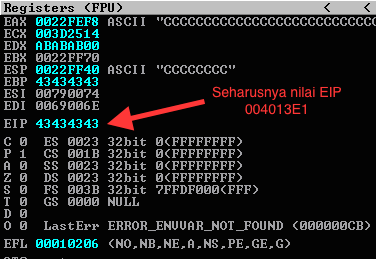 Registers (FPU) < <
EAX 0022FEF8 ASCII "CCCCCCCCCCCCCCCCCCCCCCCCCCC
ECX 003D2514
EDX ABABAB00
EBX 0022FF70
ESP 0022FF40 ASCII "CCCCCCCC"
EBP 43434343
ESI 00790074
EDI 0069006E
Seharusnya nilai EIP
004013E1
EIP 43434343
C 0 ES 0023 32bit 0(FFFFFFFF)
P 1 CS 001B 32bit 0(FFFFFFFF)
A 0 SS 0023 32bit 0(FFFFFFFF)
Z 0 DS 0023 32bit 0(FFFFFFFF)
S 0 FS 003B 32bit 7FFDF000(FFF)
T 0 GS 0000 NULL
D 0
O 0 LastErr ERROR_ENVVAR_NOT_FOUND (000000CB)
EFL 00010206 (NO,NB,NE,A,NS,PE,GE,G)